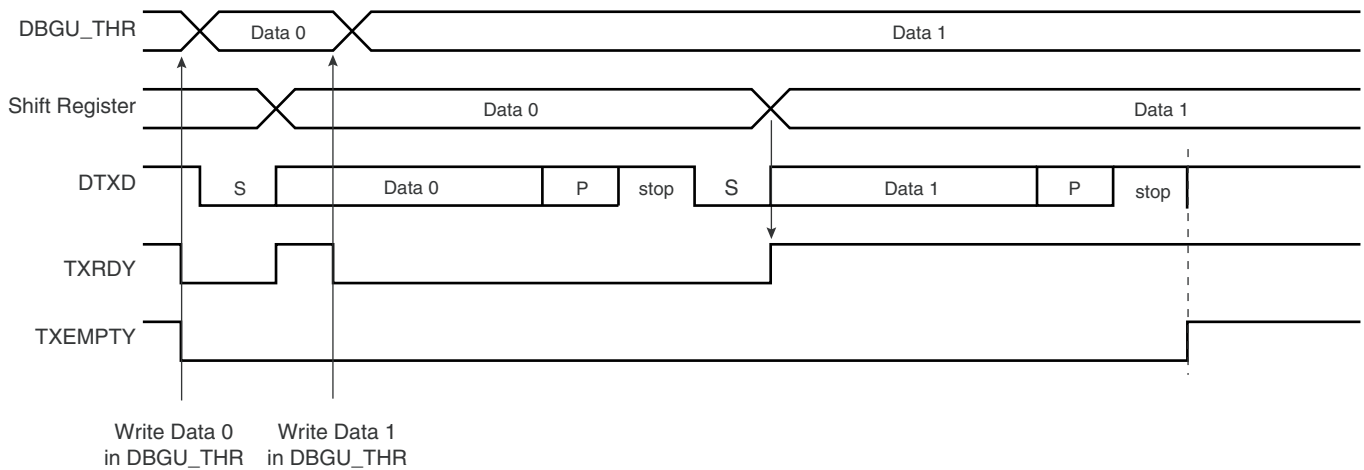 DBGU_THR Data 0 Data 1
Shift Register Data 0 Data 1
DTXD S Data 0 P stop S Data 1 P stop
TXRDY
TXEMPTY
Write Data 0 Write Data 1
in DBGU_THR in DBGU_THR